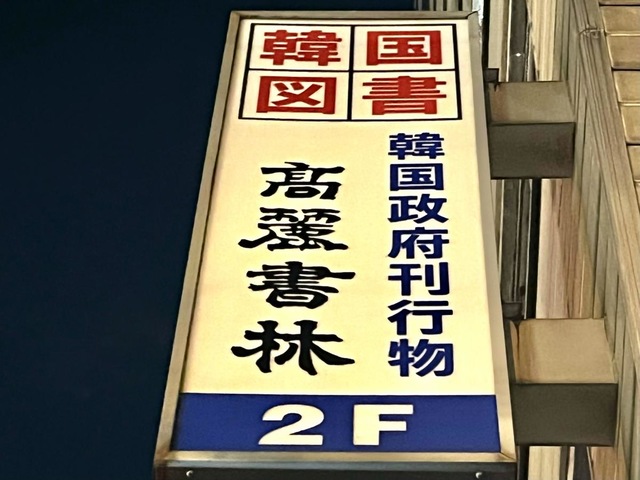 韓国
図書
韓国政府刊行物
高麗書林
2F